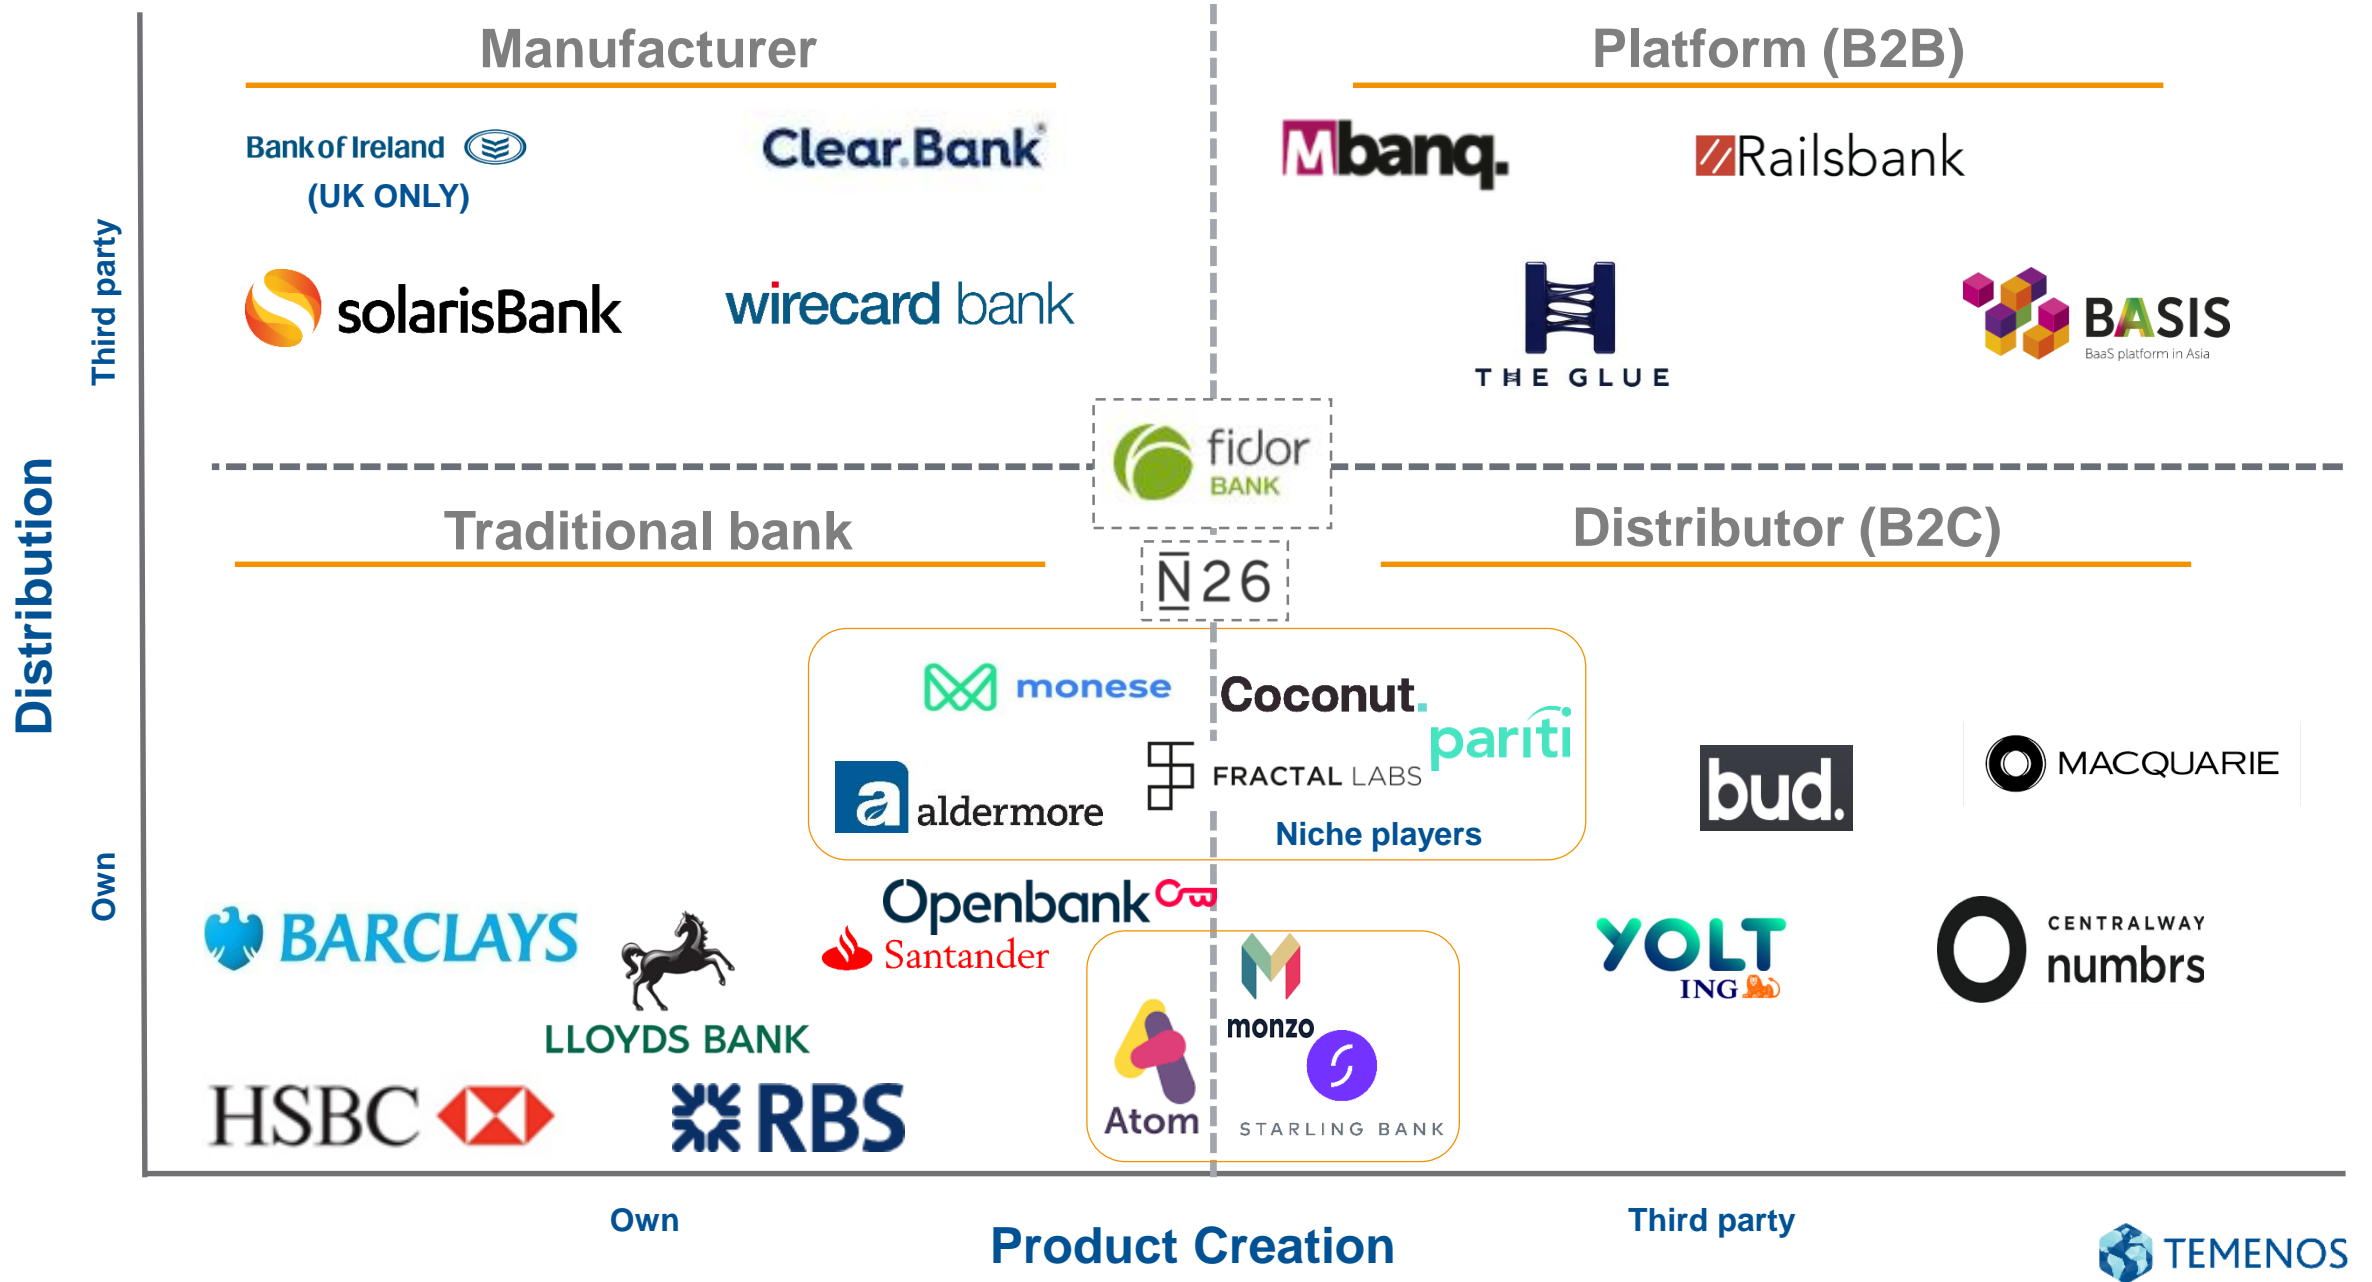 Manufacturer
Bank of Ireland
(UK ONLY)
Clear.Bank®
solarisBank
wirecard bank
Platform (B2B)
Mbanq.
Railsbank
THE GLUE
BASIS
BaaS platform in Asia
fidor
BANK
N26
Traditional bank
monese
aldermore
BARCLAYS
LLOYDS BANK
Openbank
Santander
HSBC
RBS
Atom
Distributor (B2C)
Coconut.
pariti
FRACTAL LABS
Niche players
bud.
MACQUARIE
YOLT
ING
CENTRALWAY
numbrs
monzo
STARLING BANK
Distribution
Third party
Own
Own
Product Creation
Third party
TEMENOS